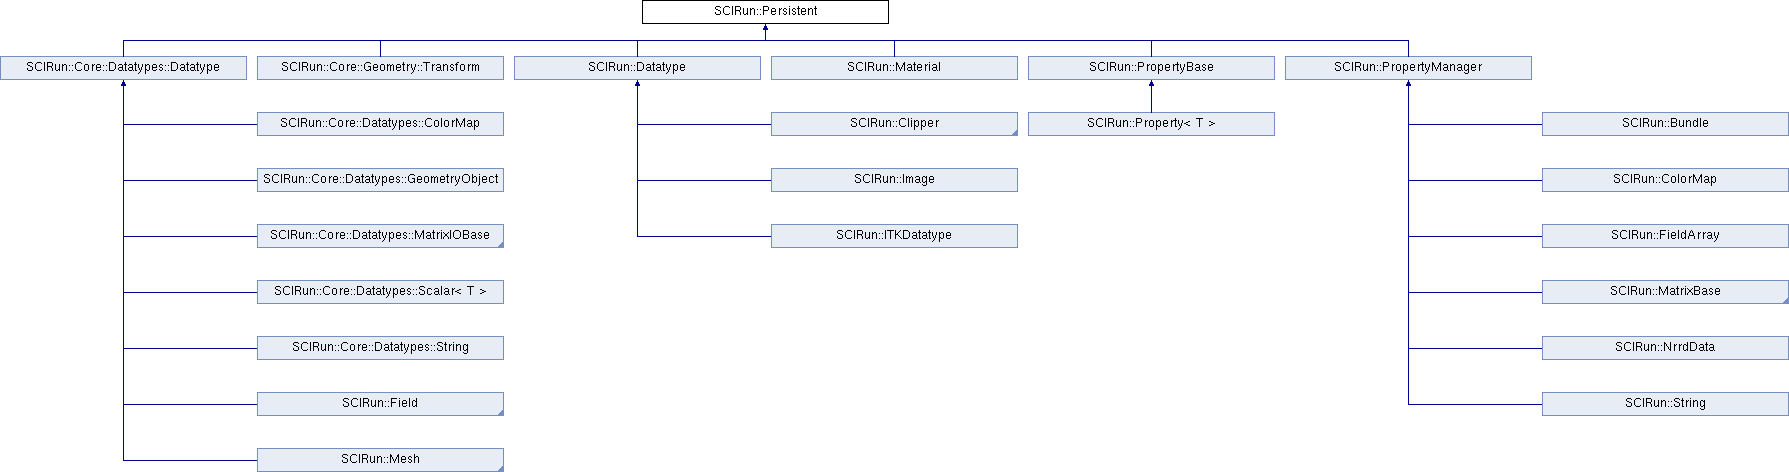 SCIRun::Persistent
SCIRun::Core::Datatypes::Datatype
SCIRun::Core::Geometry::Transform
SCIRun::Datatype
SCIRun::Material
SCIRun::PropertyBase
SCIRun::PropertyManager
SCIRun::Core::Datatypes::ColorMap
SCIRun::Clipper
SCIRun::Property< T >
SCIRun::Bundle
SCIRun::Core::Datatypes::GeometryObject
SCIRun::Image
SCIRun::ColorMap
SCIRun::Core::Datatypes::MatrixIOBase
SCIRun::ITKDatatype
SCIRun::FieldArray
SCIRun::Core::Datatypes::Scalar< T >
SCIRun::MatrixBase
SCIRun::Core::Datatypes::String
SCIRun::NrrdData
SCIRun::Field
SCIRun::String
SCIRun::Mesh